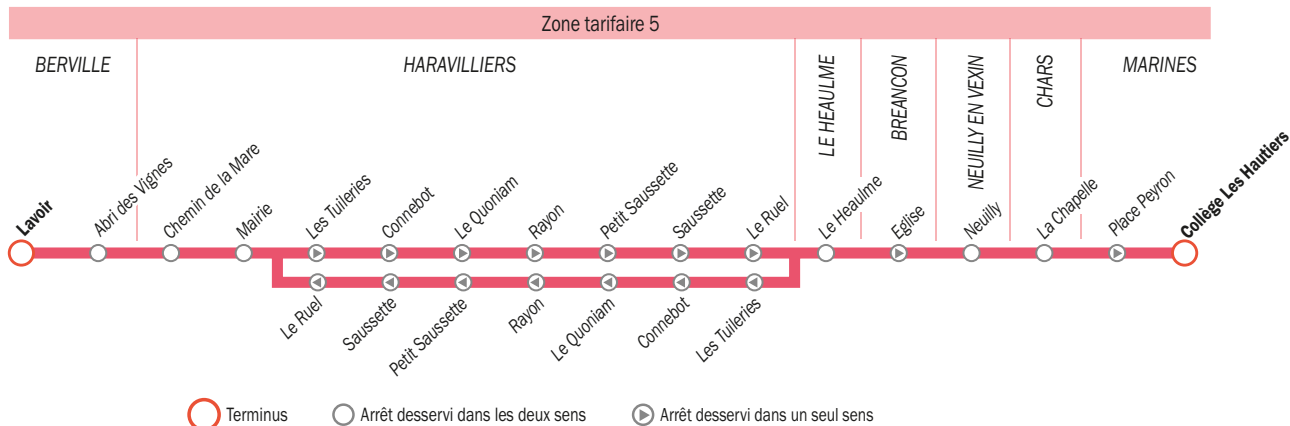 Zone tarifaire 5
BERVILLE
HARAVILLIERS
LE HEAULME
BREANCON
NEUILLY EN VEXIN
CHARS
MARINES
Lavoir
Abri des Vignes
Chemin de la Mare
Mairie
Les Tuileries
Connebot
Le Quoniam
Rayon
Petit Saussette
Saussette
Le Ruel
Le Heaulme
Eglise
Neuilly
La Chapelle
Place Peyron
Collège Les Hautiers
Le Ruel
Saussette
Petit Saussette
Rayon
Le Quoniam
Connebot
Les Tuileries
Terminus
Arrêt desservi dans les deux sens
Arrêt desservi dans un seul sens